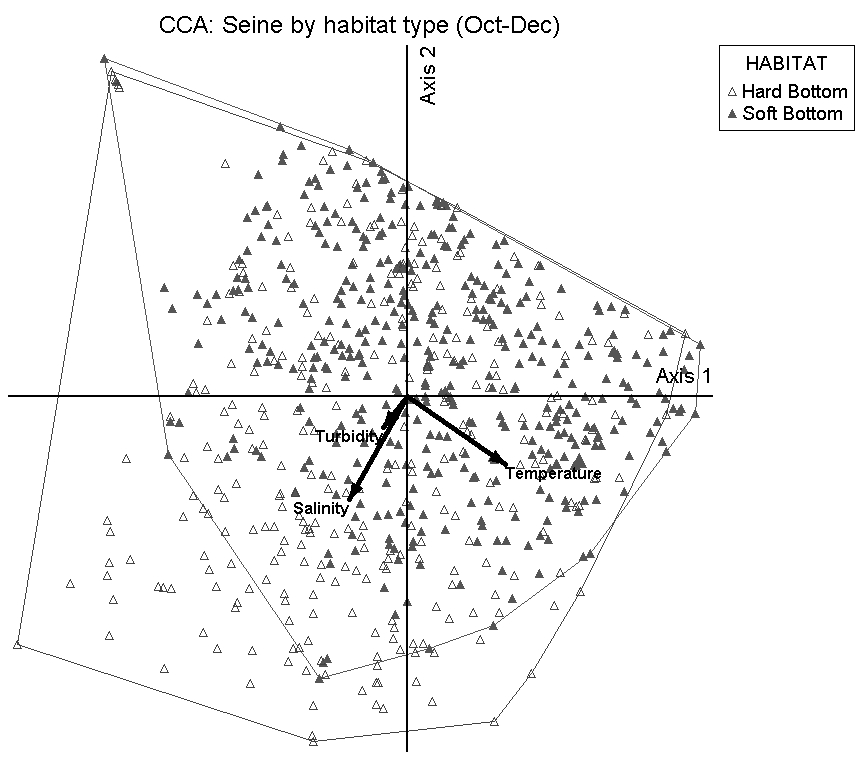 CCA: Seine by habitat type (Oct-Dec)
Axis 2
HABITAT
Hard Bottom
Soft Bottom
Axis 1
Turbidity
Temperature
Salinity